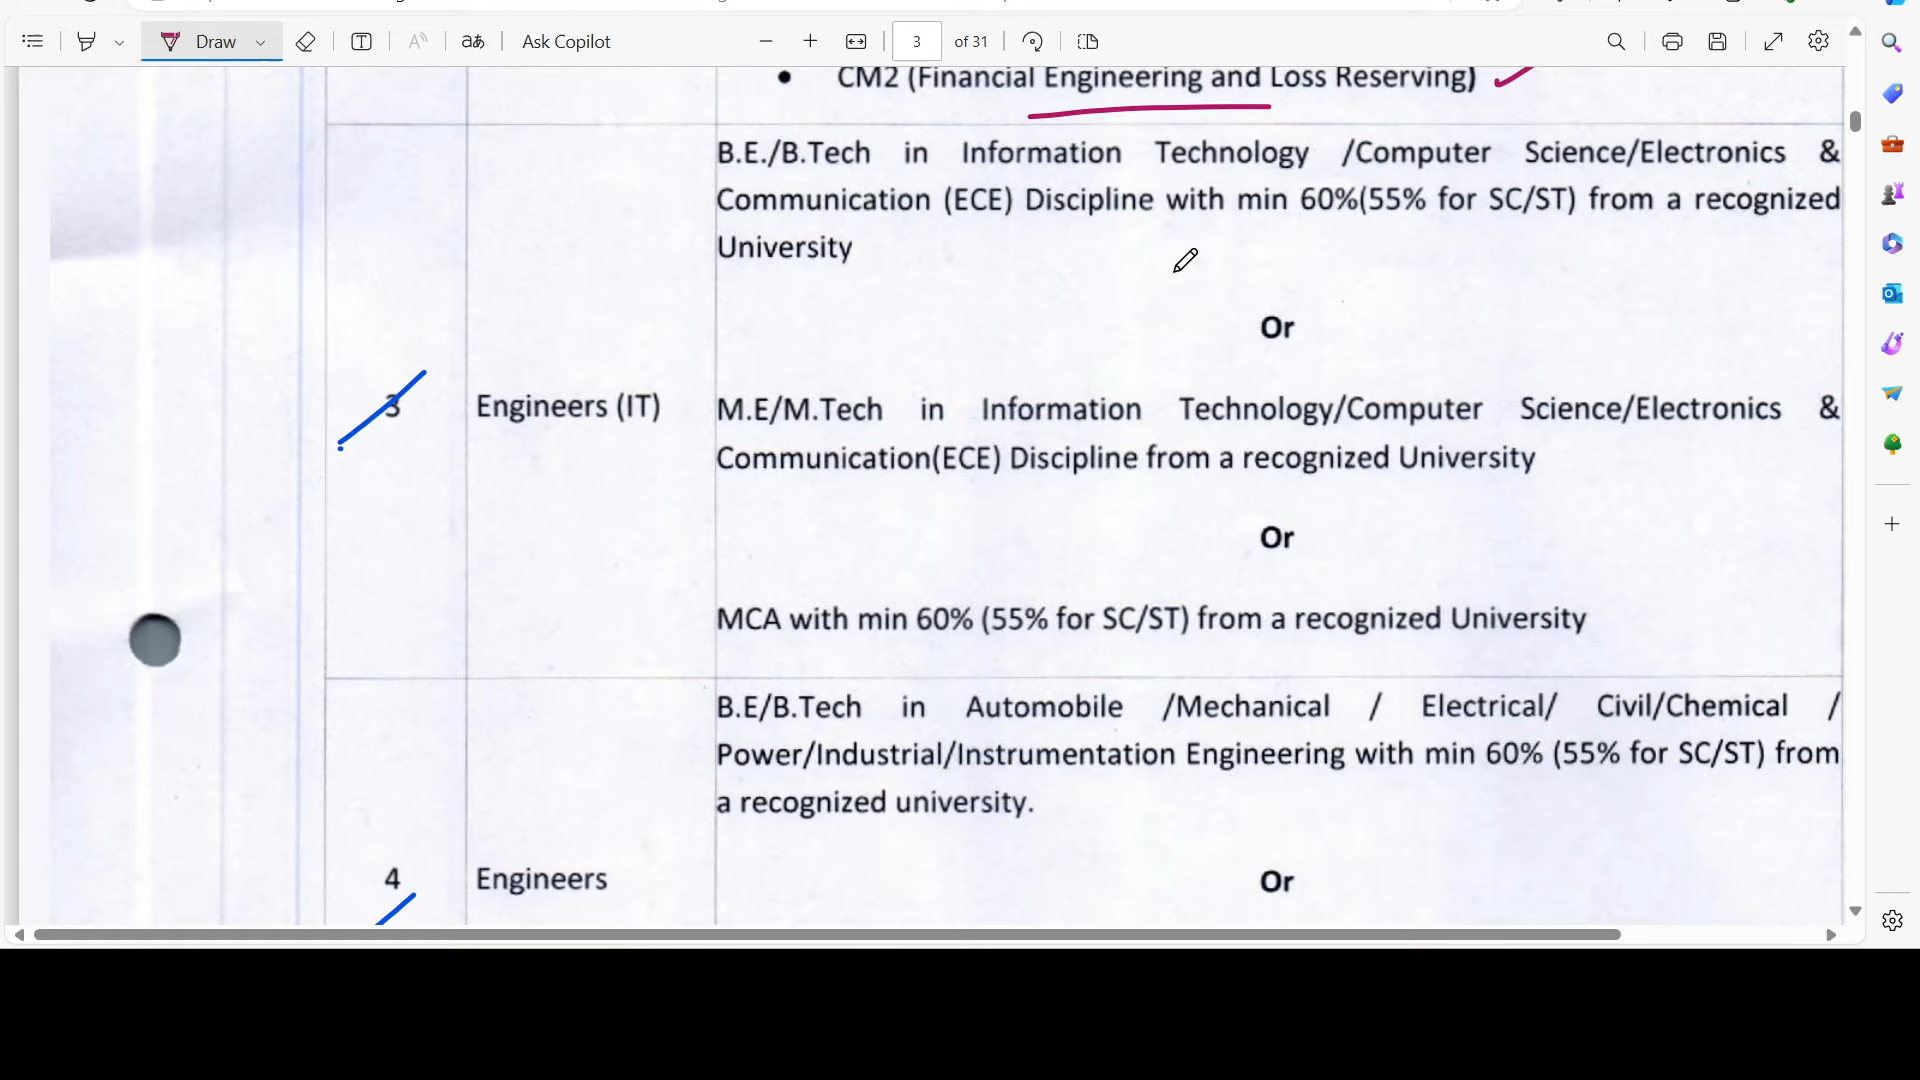 Draw
aあ
Ask Copilot
3
of 31
• CM2 (Financial Engineering and Loss Reserving)
B.E./B.Tech in Information Technology /Computer Science/Electronics &
Communication (ECE) Discipline with min 60%(55% for SC/ST) from a recognized
University
Or
3
Engineers (IT)
M.E/M.Tech in Information Technology/Computer Science/Electronics &
Communication(ECE) Discipline from a recognized University
Or
MCA with min 60% (55% for SC/ST) from a recognized University
B.E/B.Tech in Automobile /Mechanical / Electrical/ Civil/Chemical /
Power/Industrial/Instrumentation Engineering with min 60% (55% for SC/ST) from
a recognized university.
4
Engineers
Or